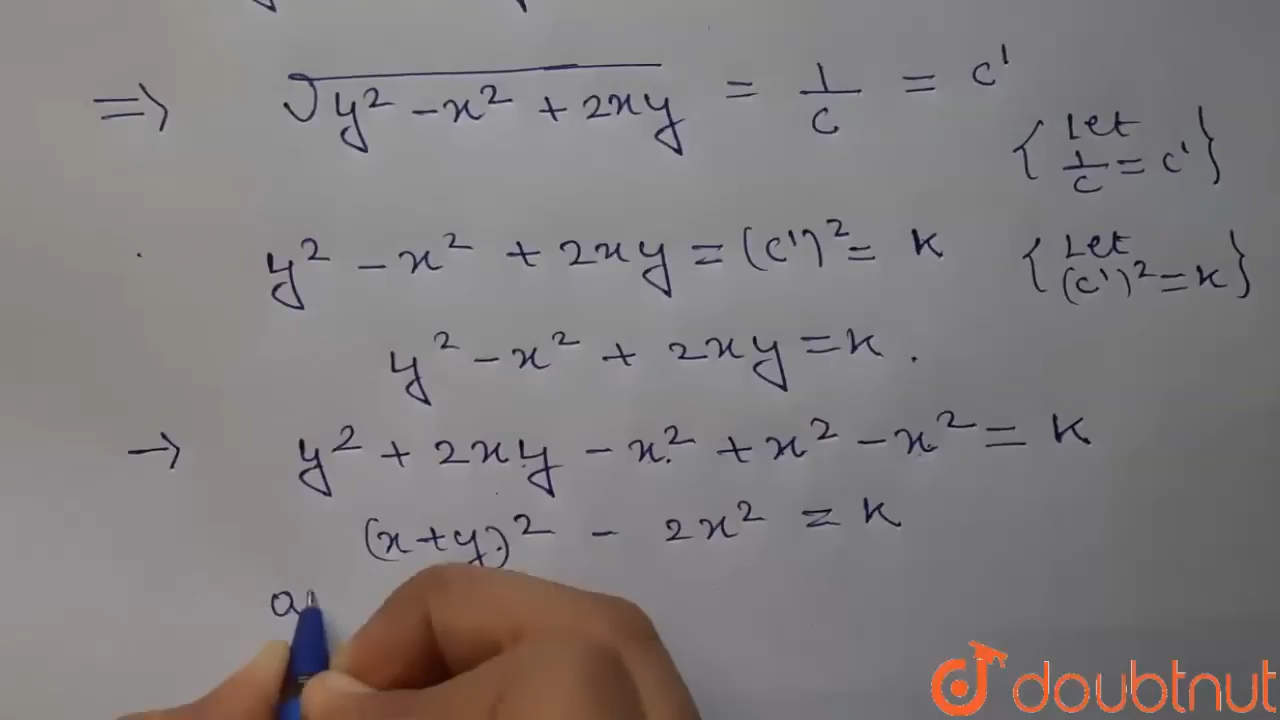 => √y² - x² + 2xy = 1/c = c'
{Let 1/c = c'}
y² - x² + 2xy = (c')² = k
{Let (c')² = k}
y² - x² + 2xy = k.
→ y² + 2xy - x² + x² - x² = k
(x+y)² - 2x² = k
doubtnut